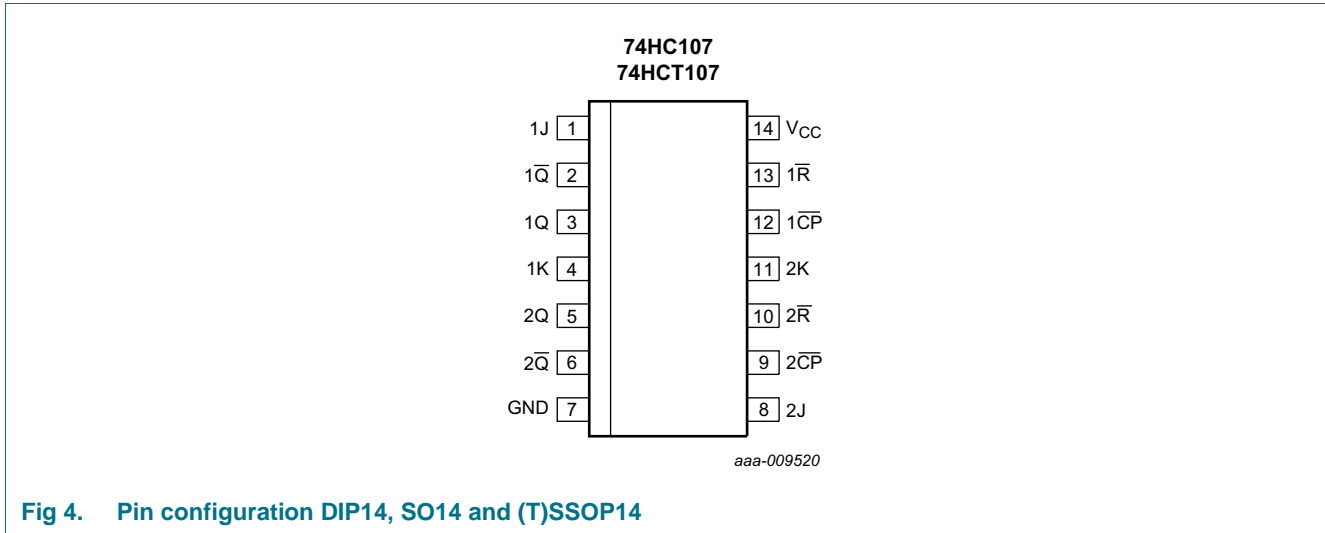 74HC107
74HCT107
1J 1 14 VCC
1Q̅ 2 13 1R̅
1Q 3 12 1C̅P̅
1K 4 11 2K
2Q 5 10 2R̅
2Q̅ 6 9 2C̅P̅
GND 7 8 2J
aaa-009520
Fig 4. Pin configuration DIP14, SO14 and (T)SSOP14